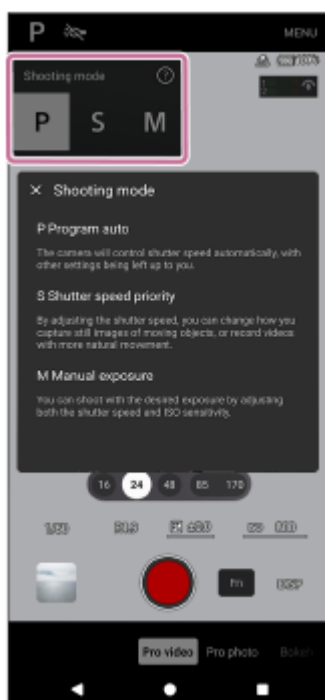 P
MENU
Shooting mode
P S M
× Shooting mode
P Program auto
The camera will control shutter speed automatically, with
other settings being left up to you.
S Shutter speed priority
By adjusting the shutter speed, you can change how you
capture still images of moving objects, or record videos
with more natural movement.
M Manual exposure
You can shoot with the desired exposure by adjusting
both the shutter speed and ISO sensitivity.
16 24 48 85 170
Fn
DISP
Pro video Pro photo Bokeh